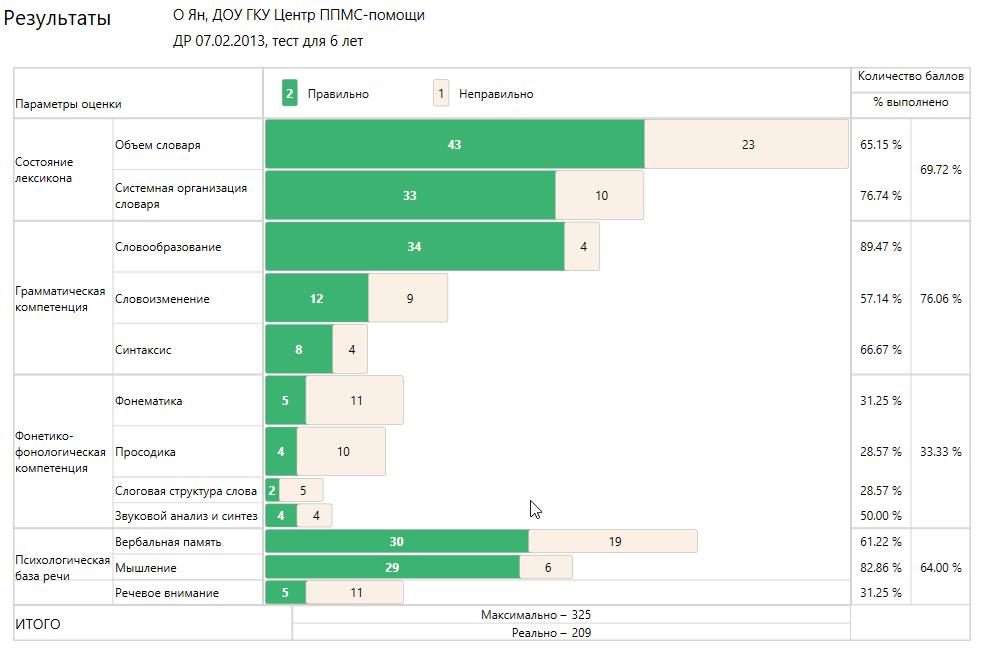 Результаты
О Ян, ДОУ ГКУ Центр ППМС-помощи
ДР 07.02.2013, тест для 6 лет
Параметры оценки
2 Правильно 1 Неправильно
Количество баллов
% выполнено
Состояние
лексикона
Объем словаря 43 23 65.15 %
69.72 %
Системная организация
словаря
33 10 76.74 %
Грамматическая
компетенция
Словообразование 34 4 89.47 %
Словоизменение 12 9 57.14 % 76.06 %
Синтаксис 8 4 66.67 %
Фонетико-
фонологическая
компетенция
Фонематика 5 11 31.25 %
Просодика 4 10 28.57 % 33.33 %
Слоговая структура слова 2 5 28.57 %
Звуковой анализ и синтез 4 4 50.00 %
Психологическая
база речи
Вербальная память 30 19 61.22 %
Мышление 29 6 82.86 % 64.00 %
Речевое внимание 5 11 31.25 %
ИТОГО
Максимально – 325
Реально – 209